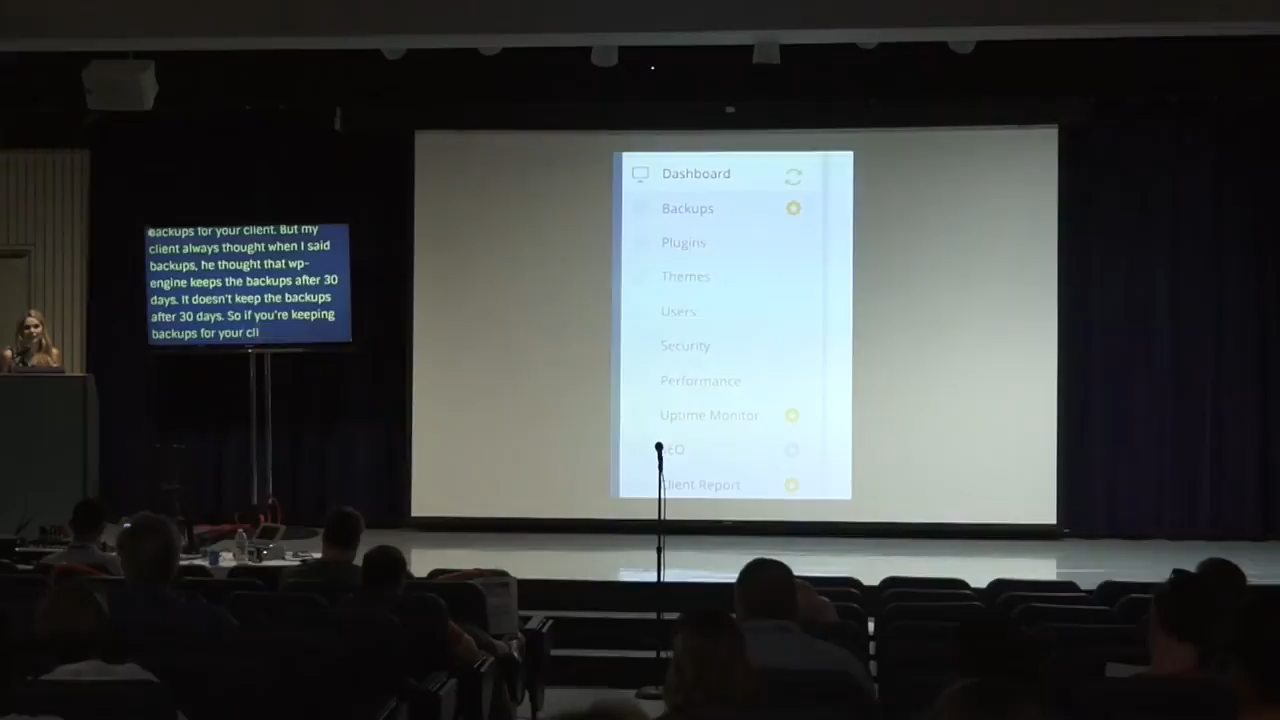 backups for your client. But my
client always thought when I said
backups, he thought that wp-
engine keeps the backups after 30
days. It doesn't keep the backups
after 30 days. So if you're keeping
backups for your cli
Dashboard
Backups
Plugins
Themes
Users
Security
Performance
Uptime Monitor
Client Report